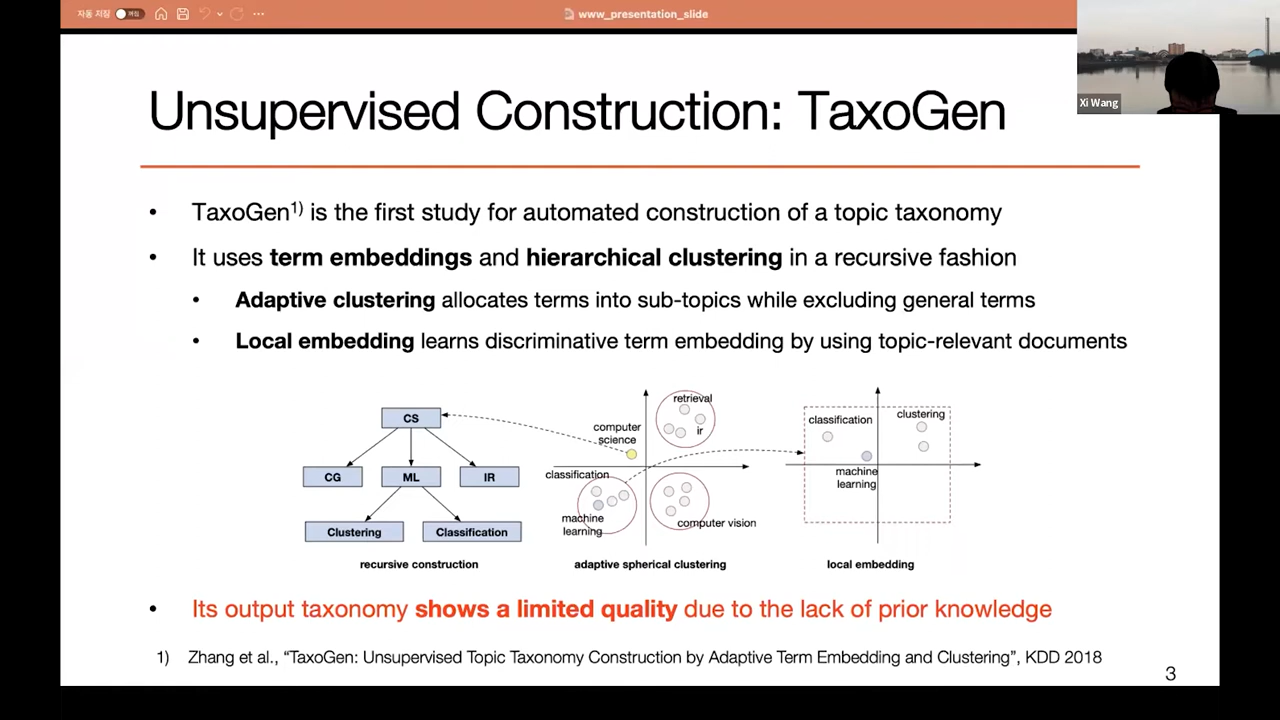 자동 저장 꺼짐 www_presentation_slide
Xi Wang
Unsupervised Construction: TaxoGen
• TaxoGen1) is the first study for automated construction of a topic taxonomy
• It uses term embeddings and hierarchical clustering in a recursive fashion
• Adaptive clustering allocates terms into sub-topics while excluding general terms
• Local embedding learns discriminative term embedding by using topic-relevant documents
CS
CG ML IR
Clustering Classification
recursive construction
retrieval
ir
computer
science
classification
machine
learning
computer vision
adaptive spherical clustering
classification
clustering
machine
learning
local embedding
• Its output taxonomy shows a limited quality due to the lack of prior knowledge
1) Zhang et al., “TaxoGen: Unsupervised Topic Taxonomy Construction by Adaptive Term Embedding and Clustering”, KDD 2018
3